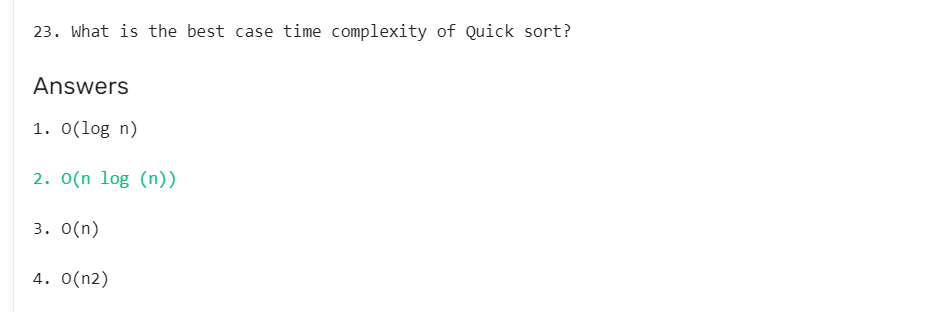 23. What is the best case time complexity of Quick sort?
Answers
1. O(log n)
2. O(n log (n))
3. O(n)
4. O(n2)